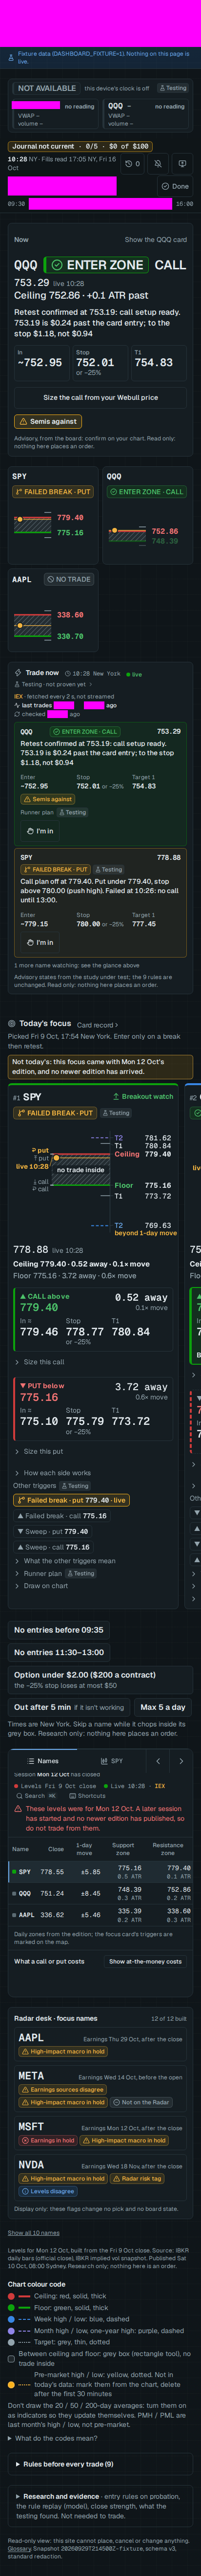 Fixture data (DASHBOARD_FIXTURE=1). Nothing on this page is
live.
NOT AVAILABLE this device's clock is off Testing
no reading
VWAP –
volume –
QQQ – no reading
VWAP –
volume –
Journal not current · 0/5 · $0 of $100
10:28 NY · Fills read 17:05 NY, Fri 16
Oct
0
Done
09:30 16:00
Now Show the QQQ card
QQQ ENTER ZONE CALL
753.29 live 10:28
Ceiling 752.86 · +0.1 ATR past
Retest confirmed at 753.19: call setup ready.
753.19 is $0.24 past the card entry; to the
stop $1.18, not $0.94
In
~752.95
Stop
752.01
or −25%
T1
754.83
Size the call from your Webull price
Semis against
Advisory, from the board: confirm on your chart. Read only:
nothing here places an order.
SPY
FAILED BREAK · PUT
779.40
775.16
QQQ
ENTER ZONE · CALL
752.86
748.39
AAPL NO TRADE
338.60
330.70
Trade now 10:28 New York live
Testing · not proven yet >
IEX · fetched every 2 s, not streamed
last trades ago
checked ago
QQQ ENTER ZONE · CALL 753.29
Retest confirmed at 753.19: call setup ready.
753.19 is $0.24 past the card entry; to the
stop $1.18, not $0.94
Enter
~752.95
Stop
752.01 or −25%
Target 1
754.83
Semis against
Runner plan Testing
I'm in
SPY 778.88
FAILED BREAK · PUT Testing
Call plan off at 779.40. Put under 779.40, stop
above 780.00 (push high). Failed at 10:26: no call
until 13:00.
Enter
~779.15
Stop
780.00 or −25%
Target 1
777.45
I'm in
1 more name watching: see the glance above
Advisory states from the study under test; the 9 rules are
unchanged. Read only: nothing here places an order.
Today's focus Card record >
Picked Fri 9 Oct, 17:54 New York. Enter only on a break
then retest.
Not today's: this focus came with Mon 12 Oct's
edition, and no newer edition has arrived.
#1 SPY Breakout watch
FAILED BREAK · PUT Testing
T2 781.62
T1 780.84
Ceiling 779.40
live 10:28
no trade inside
Floor 775.16
T1 773.72
T2 769.63
beyond 1-day move
778.88 live 10:28
Ceiling 779.40 · 0.52 away · 0.1× move
Floor 775.16 · 3.72 away · 0.6× move
▲ CALL above 0.52 away
779.40 0.1× move
In ≈
779.46
Stop
778.77
or −25%
T1
780.84
Size this call
▼ PUT below 3.72 away
775.16 0.6× move
In ≈
775.10
Stop
775.79
or −25%
T1
773.72
Size this put
How each side works
Other triggers Testing
Failed break · put 779.40 · live
▲ Failed break · call 775.16
▼ Sweep · put 779.40
▲ Sweep · call 775.16
What the other triggers mean
Runner plan Testing
Draw on chart
#2
No entries before 09:35
No entries 11:30–13:00
Option under $2.00 ($200 a contract)
the −25% stop loses at most $50
Out after 5 min if it isn't working
Max 5 a day
Times are New York. Skip a name while it chops inside its
grey box. Research only: nothing here places an order.
Names SPY
Session Mon 12 Oct has closed
Levels Fri 9 Oct close Live 10:28 · IEX
Search ⌘K Shortcuts
These levels were for Mon 12 Oct. A later session
has started and no newer edition has published, so
do not trade from them.
Name Close 1-day move Support zone Resistance zone
SPY 778.55 ±5.85 775.16 0.5 ATR 779.40 0.1 ATR
QQQ 751.24 ±8.45 748.39 0.3 ATR 752.86 0.2 ATR
AAPL 336.62 ±5.46 335.39 0.2 ATR 338.60 0.3 ATR
Daily zones from the edition; the focus card's triggers are
marked on the map.
What a call or put costs Show at-the-money costs
Radar desk · focus names 12 of 12 built
AAPL Earnings Thu 29 Oct, after the close
High-impact macro in hold
META Earnings Wed 14 Oct, before the open
Earnings sources disagree
High-impact macro in hold Not on the Radar
MSFT Earnings Mon 12 Oct, after the close
Earnings in hold High-impact macro in hold
NVDA Earnings Wed 18 Nov, after the close
High-impact macro in hold Radar risk tag
Levels disagree
Display only: these flags change no pick and no board state.
Show all 10 names
Levels for Mon 12 Oct, built from the Fri 9 Oct close. Source: IBKR
daily bars (official close), IBKR implied vol snapshot. Published Sat
10 Oct, 08:00 Sydney. Research only; nothing here places an order.
Chart colour code
Ceiling: red, solid, thick
Floor: green, solid, thick
Week high / low: blue, dashed
Month high / low, one-year high: purple, dashed
Target: grey, thin, dotted
Between ceiling and floor: grey box (rectangle tool), no
trade inside
Pre-market high / low: yellow, dotted. Not in
today's data: mark them from the chart, delete
after the first 30 minutes
Don't draw the 20 / 50 / 200-day averages: turn them on
as indicators so they update themselves. PMH / PML are
last month's high / low, not pre-market.
▶ What do the codes mean?
▶ Rules before every trade (9)
▶ Research and evidence · entry rules on probation,
the rule replay (model), close strength, what the
testing found. Not needed to trade.
Read-only view: this site cannot place, cancel or change anything.
Glossary Snapshot 20260929T214500Z-fixture, schema v3,
standard redaction.